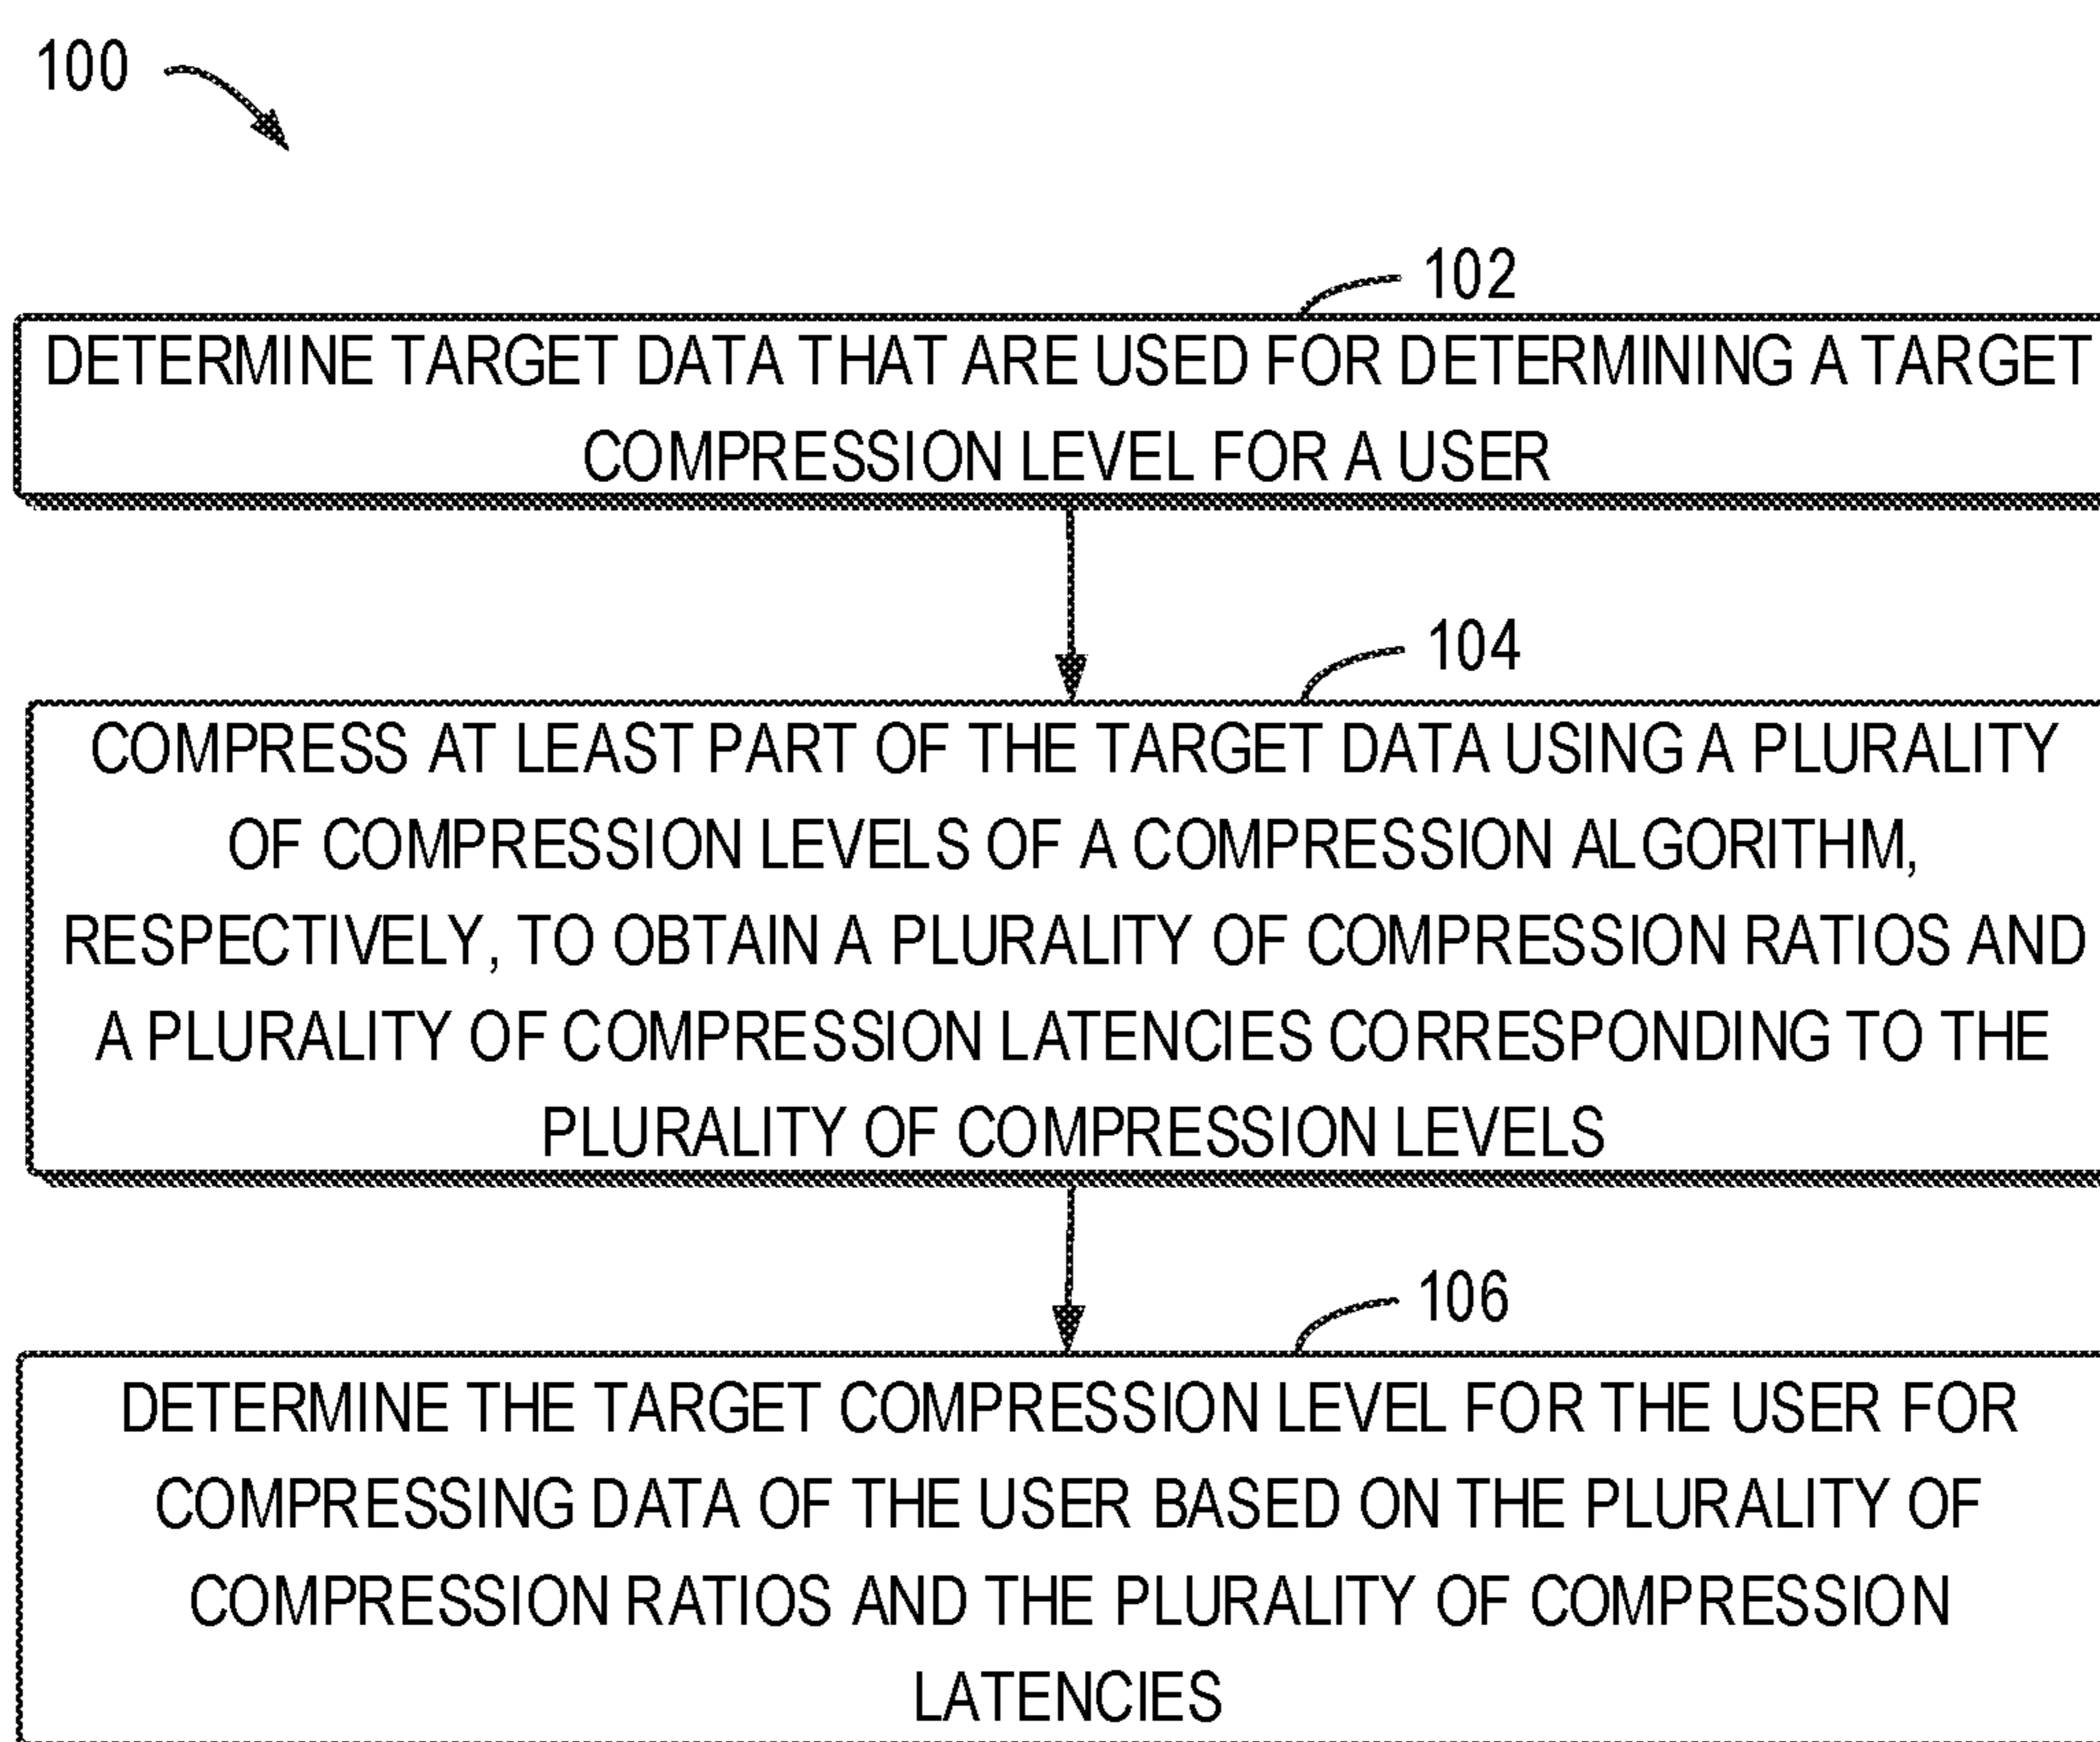 100
102
DETERMINE TARGET DATA THAT ARE USED FOR DETERMINING A TARGET
COMPRESSION LEVEL FOR A USER
104
COMPRESS AT LEAST PART OF THE TARGET DATA USING A PLURALITY
OF COMPRESSION LEVELS OF A COMPRESSION ALGORITHM,
RESPECTIVELY, TO OBTAIN A PLURALITY OF COMPRESSION RATIOS AND
A PLURALITY OF COMPRESSION LATENCIES CORRESPONDING TO THE
PLURALITY OF COMPRESSION LEVELS
106
DETERMINE THE TARGET COMPRESSION LEVEL FOR THE USER FOR
COMPRESSING DATA OF THE USER BASED ON THE PLURALITY OF
COMPRESSION RATIOS AND THE PLURALITY OF COMPRESSION
LATENCIES